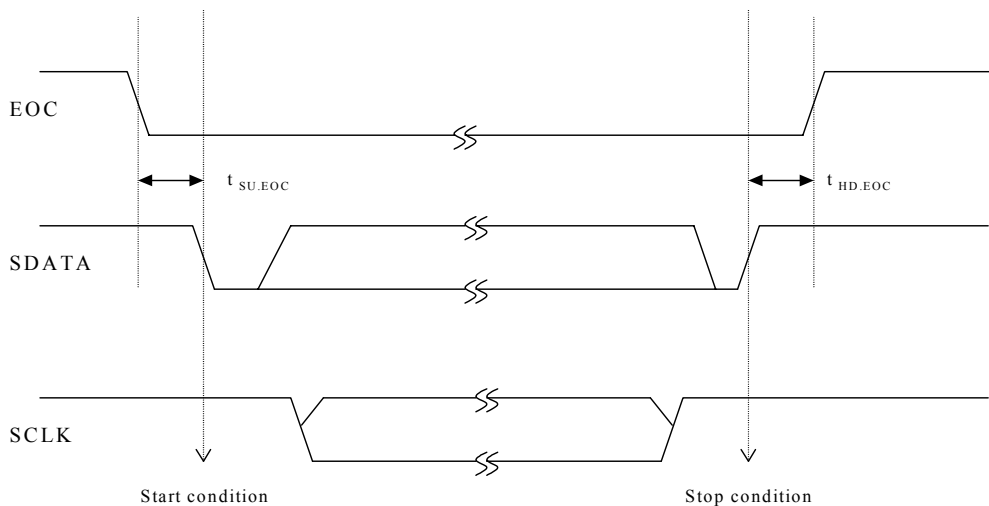 EOC
t SU.EOC
t HD.EOC
SDATA
SCLK
Start condition
Stop condition